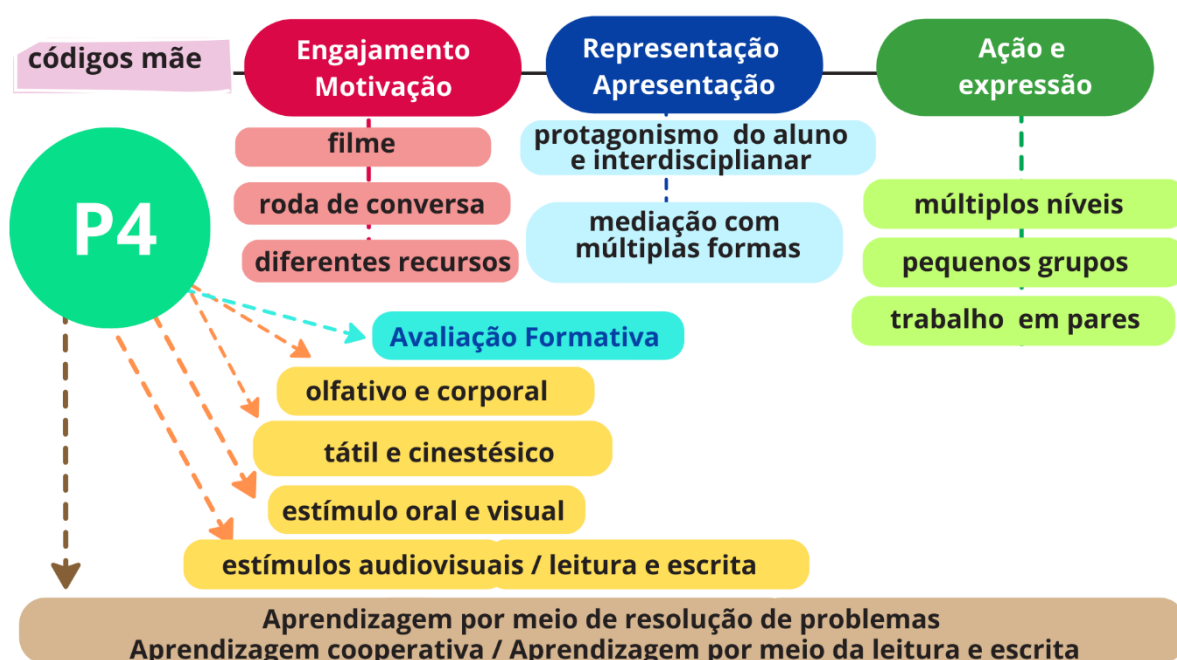 códigos mãe
Engajamento
Motivação
Representação
Apresentação
Ação e
expressão
filme
roda de conversa
diferentes recursos
protagonismo do aluno
e interdisciplianar
mediação com
múltiplas formas
múltiplos níveis
pequenos grupos
trabalho em pares
P4
Avaliação Formativa
olfativo e corporal
tátil e cinestésico
estímulo oral e visual
estímulos audiovisuais / leitura e escrita
Aprendizagem por meio de resolução de problemas
Aprendizagem cooperativa / Aprendizagem por meio da leitura e escrita